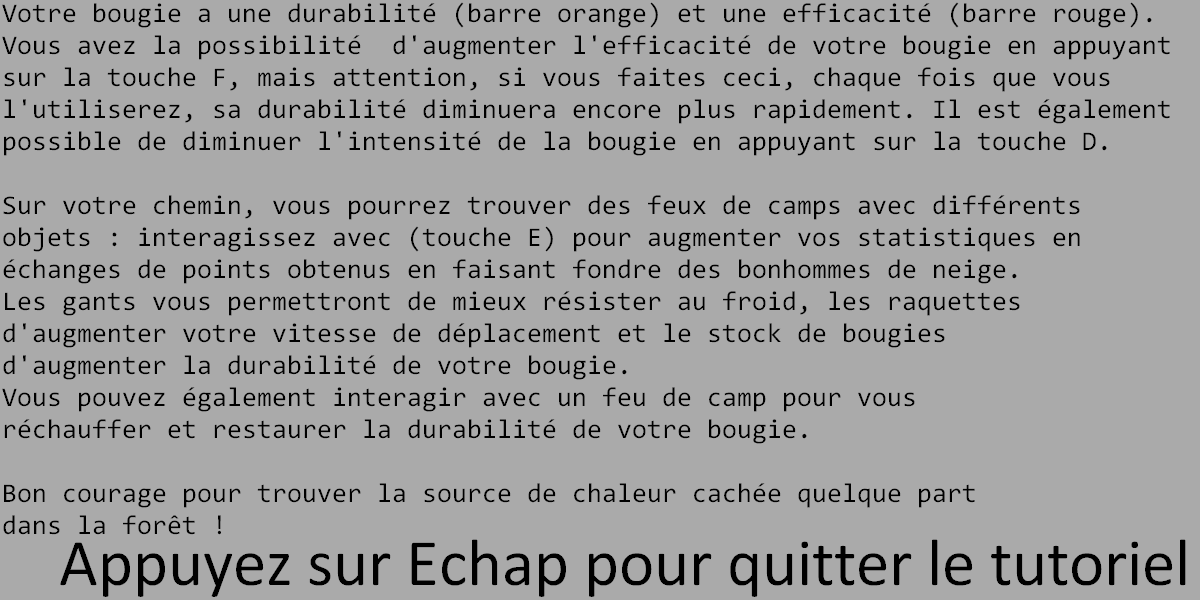 Votre bougie a une durabilité (barre orange) et une efficacité (barre rouge).
Vous avez la possibilité  d'augmenter l'efficacité de votre bougie en appuyant
sur la touche F, mais attention, si vous faites ceci, chaque fois que vous
l'utiliserez, sa durabilité diminuera encore plus rapidement. Il est également
possible de diminuer l'intensité de la bougie en appuyant sur la touche D.

Sur votre chemin, vous pourrez trouver des feux de camps avec différents
objets : interagissez avec (touche E) pour augmenter vos statistiques en
échanges de points obtenus en faisant fondre des bonhommes de neige.
Les gants vous permettront de mieux résister au froid, les raquettes
d'augmenter votre vitesse de déplacement et le stock de bougies
d'augmenter la durabilité de votre bougie.
Vous pouvez également interagir avec un feu de camp pour vous
réchauffer et restaurer la durabilité de votre bougie.

Bon courage pour trouver la source de chaleur cachée quelque part
dans la forêt !
Appuyez sur Echap pour quitter le tutoriel